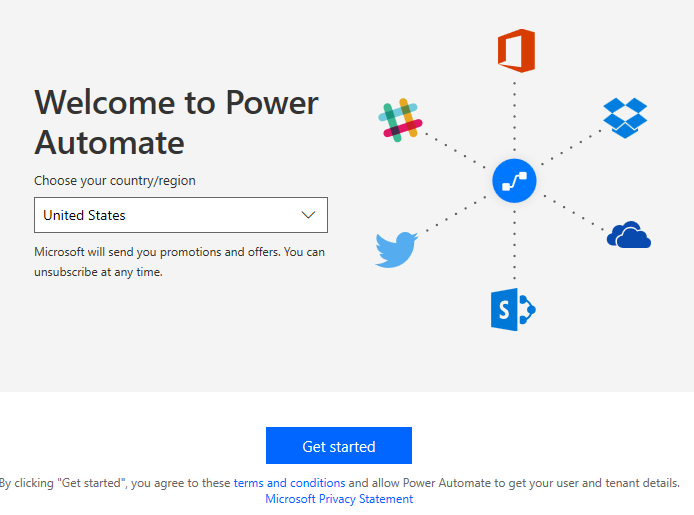 Welcome to Power
Automate
Choose your country/region
United States
Microsoft will send you promotions and offers. You can
unsubscribe at any time.
S
Get started
By clicking "Get started", you agree to these terms and conditions and allow Power Automate to get your user and tenant details.
Microsoft Privacy Statement